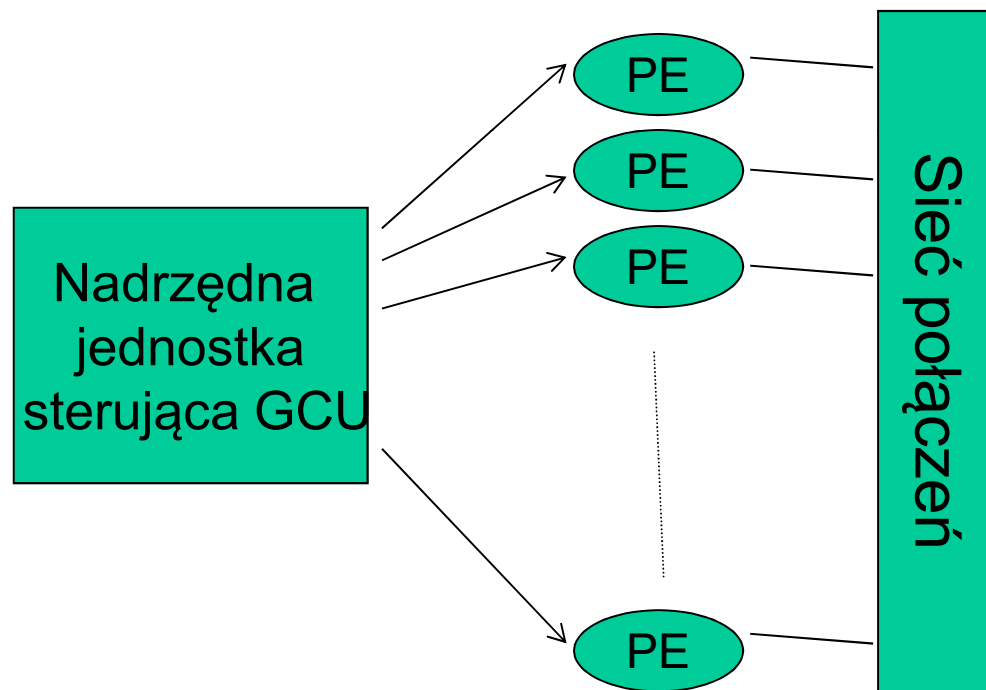 Nadrzędna
jednostka
sterująca GCU
PE
PE
PE
PE
Sieć połączeń